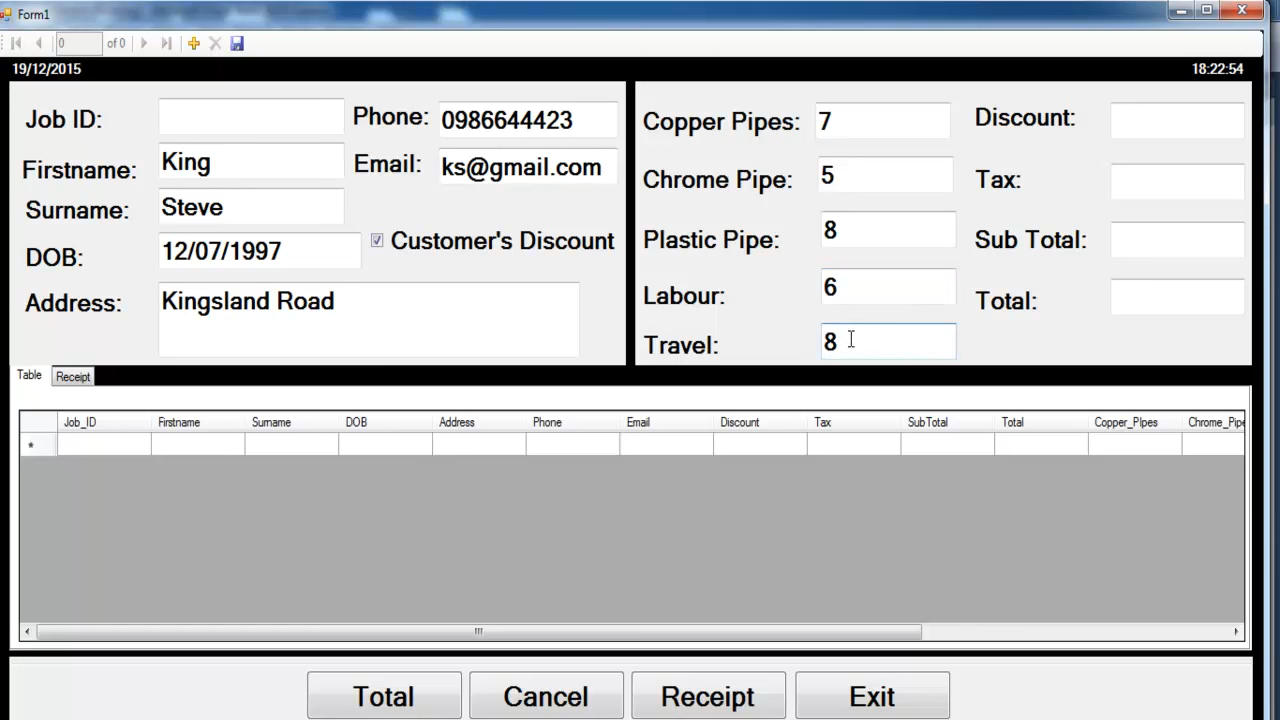 Form1
0 of 0
19/12/2015 18:22:54
Job ID:
Firstname: King
Surname: Steve
DOB: 12/07/1997
Address: Kingsland Road
Phone: 0986644423
Email: ks@gmail.com
Customer's Discount
Copper Pipes: 7
Chrome Pipe: 5
Plastic Pipe: 8
Labour: 6
Travel: 8
Discount:
Tax:
Sub Total:
Total:
Table Receipt
Job_ID Firstname Surname DOB Address Phone Email Discount Tax SubTotal Total Copper_PIpes Chrome_Pipe
*
Total Cancel Receipt Exit